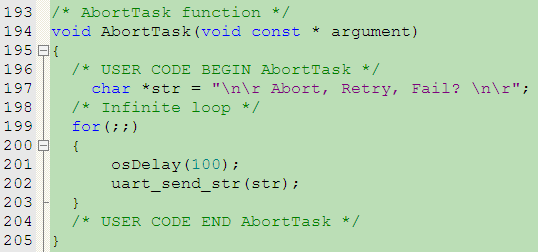 193 /* AbortTask function */
194 void AbortTask(void const * argument)
195 {
196   /* USER CODE BEGIN AbortTask */
197     char *str = "\n\r Abort, Retry, Fail? \n\r";
198   /* Infinite loop */
199   for(;;)
200   {
201       osDelay(100);
202       uart_send_str(str);
203   }
204   /* USER CODE END AbortTask */
205 }